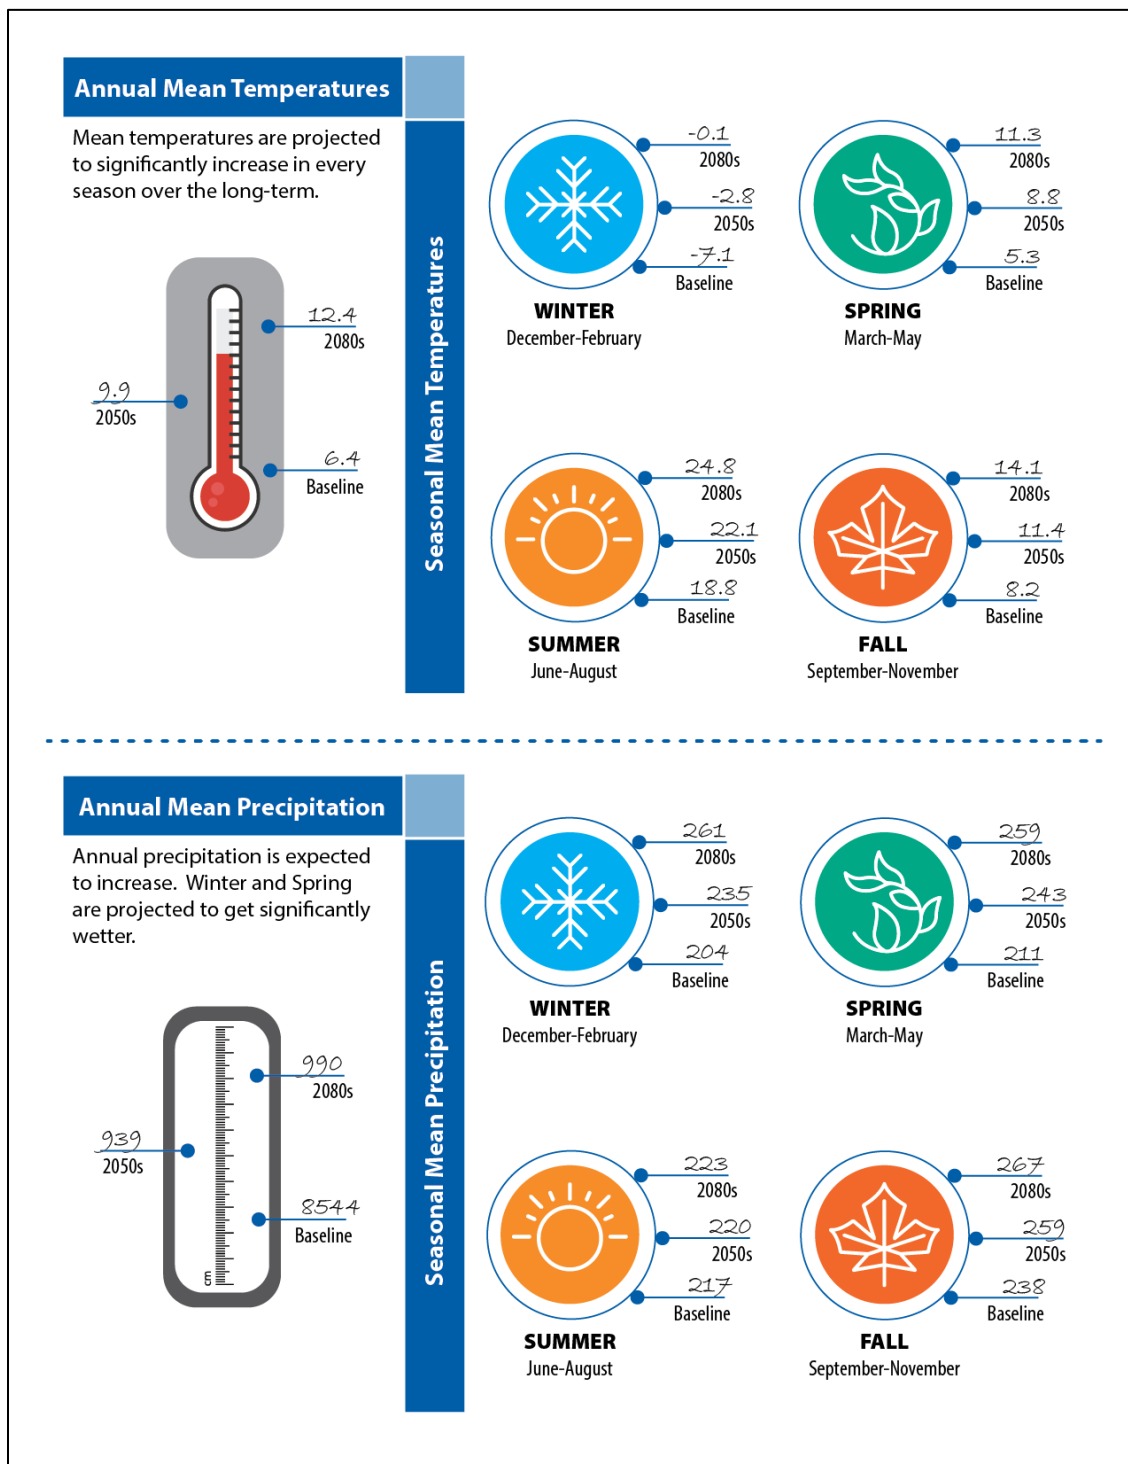 Annual Mean Temperatures
Mean temperatures are projected
to significantly increase in every
season over the long-term.
12.4
2080s
9.9
2050s
6.4
Baseline
Seasonal Mean Temperatures
-0.1
2080s
-2.8
2050s
-7.1
Baseline
WINTER
December-February
11.3
2080s
8.8
2050s
5.3
Baseline
SPRING
March-May
24.8
2080s
22.1
2050s
18.8
Baseline
SUMMER
June-August
14.1
2080s
11.4
2050s
8.2
Baseline
FALL
September-November
Annual Mean Precipitation
Annual precipitation is expected
to increase. Winter and Spring
are projected to get significantly
wetter.
990
2080s
939
2050s
8544
Baseline
cm
Seasonal Mean Precipitation
261
2080s
235
2050s
204
Baseline
WINTER
December-February
259
2080s
243
2050s
211
Baseline
SPRING
March-May
223
2080s
220
2050s
217
Baseline
SUMMER
June-August
267
2080s
259
2050s
238
Baseline
FALL
September-November